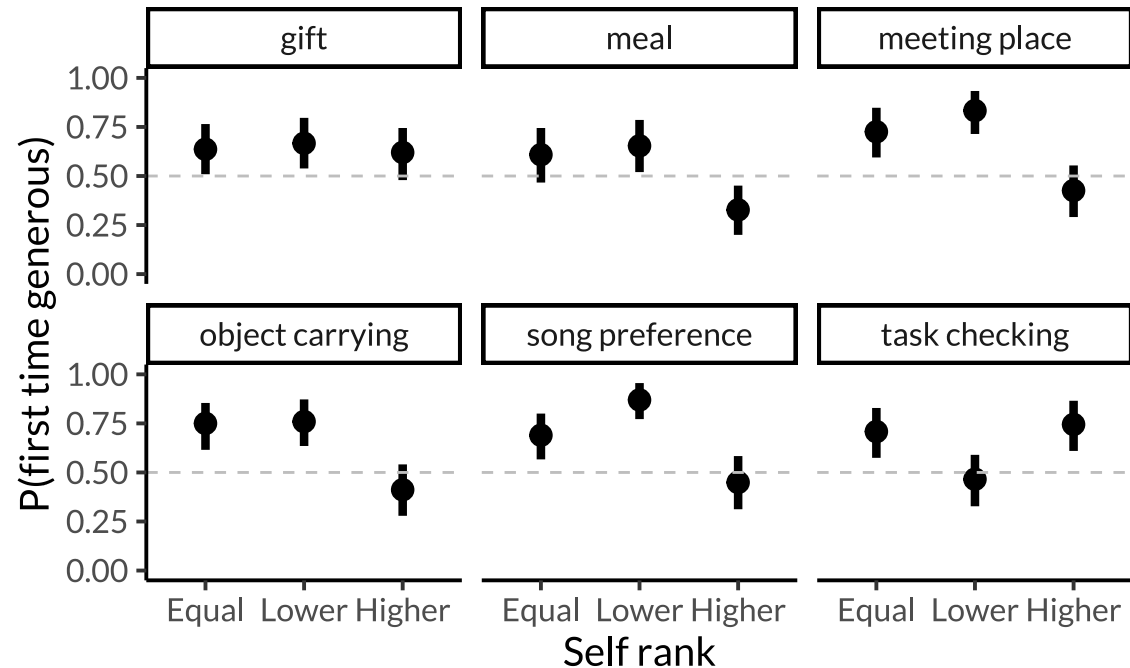 gift
meal
meeting place
P(first time generous)
1.00
0.75
0.50
0.25
0.00
object carrying
song preference
task checking
1.00
0.75
0.50
0.25
0.00
Equal Lower Higher
Equal Lower Higher
Equal Lower Higher
Self rank